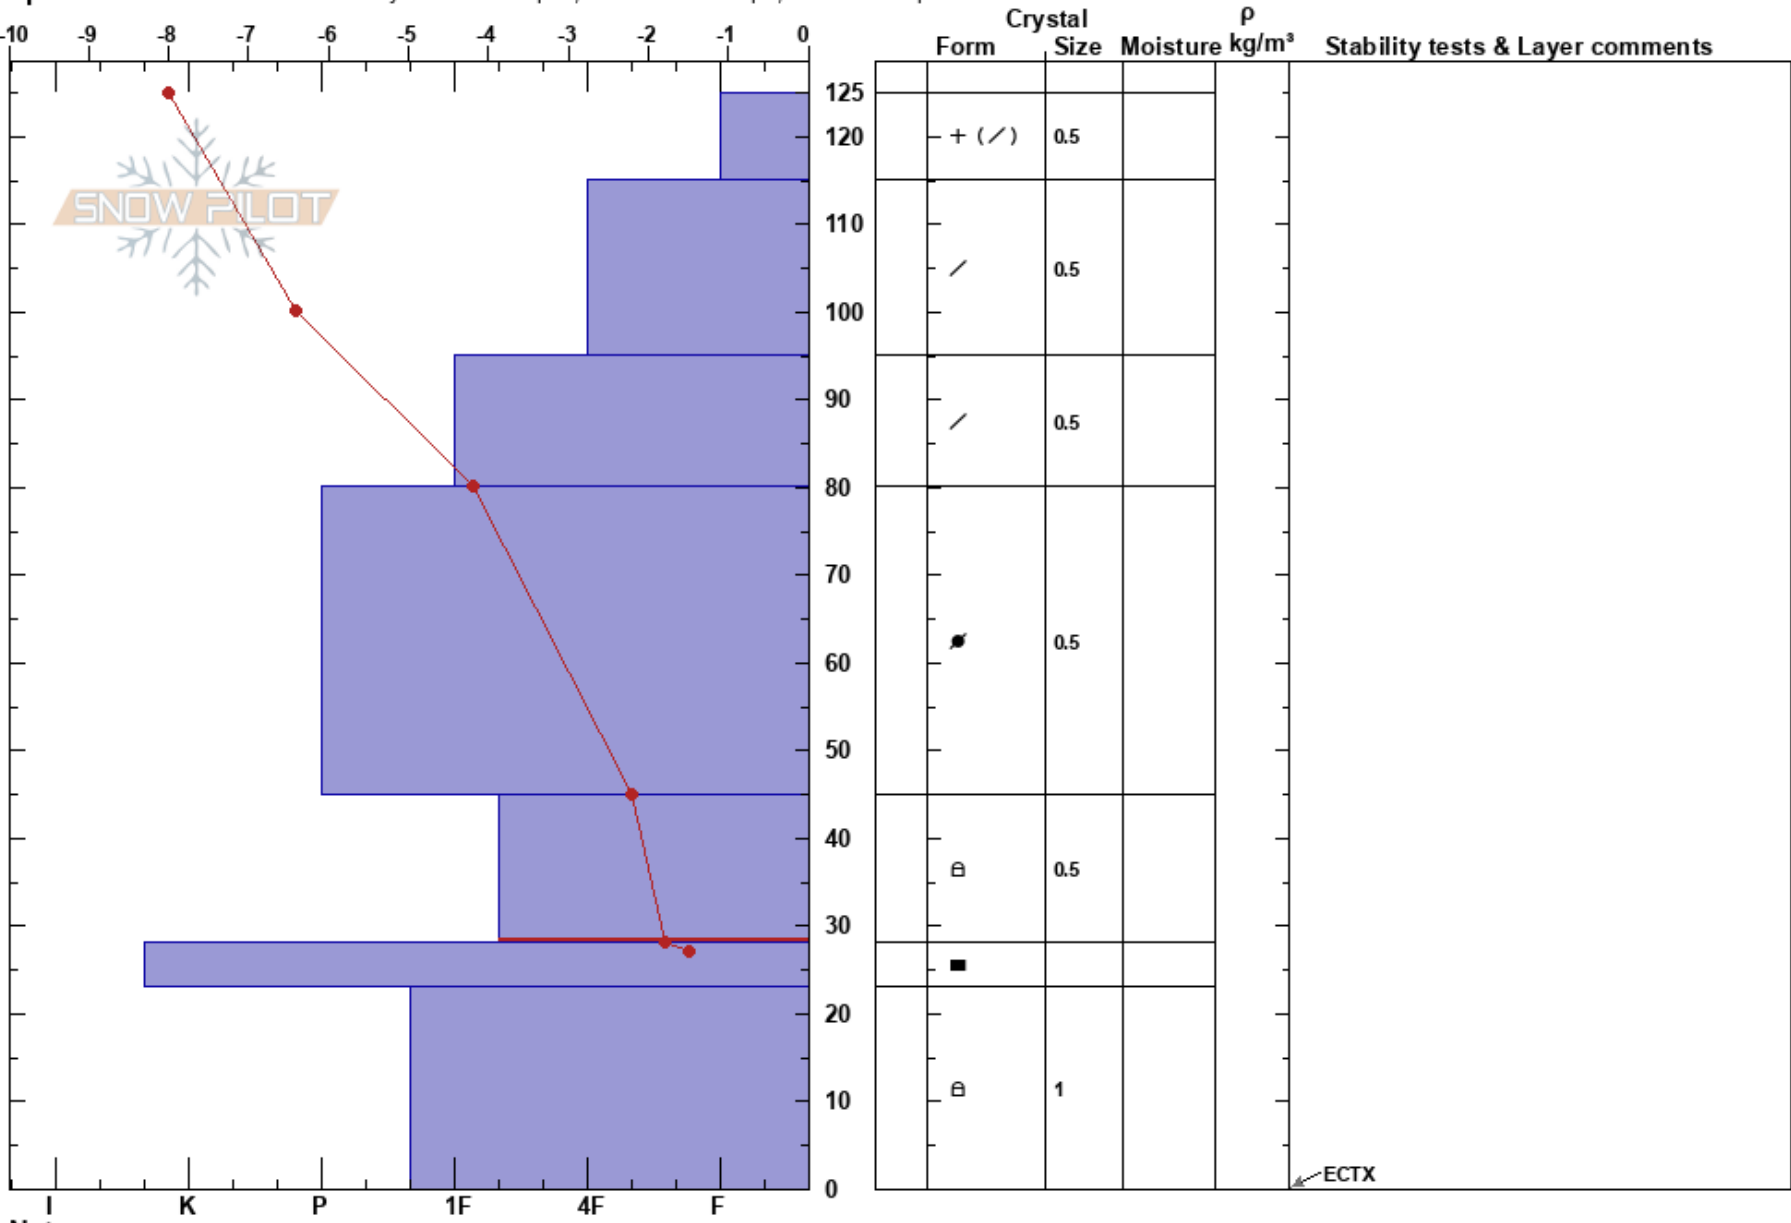 Crystal ρ
-10 -9 -8 -7 -6 -5 -4 -3 -2 -1 0 Form Size Moisture kg/m³ Stability tests & Layer comments
125
120 + (/) 0.5
SNOW PILOT
110
/ 0.5
100
90
/ 0.5
80
70
0.5
60
50
40
0.5
30
20
10 1
ECTX
0
I K P 1F 4F F